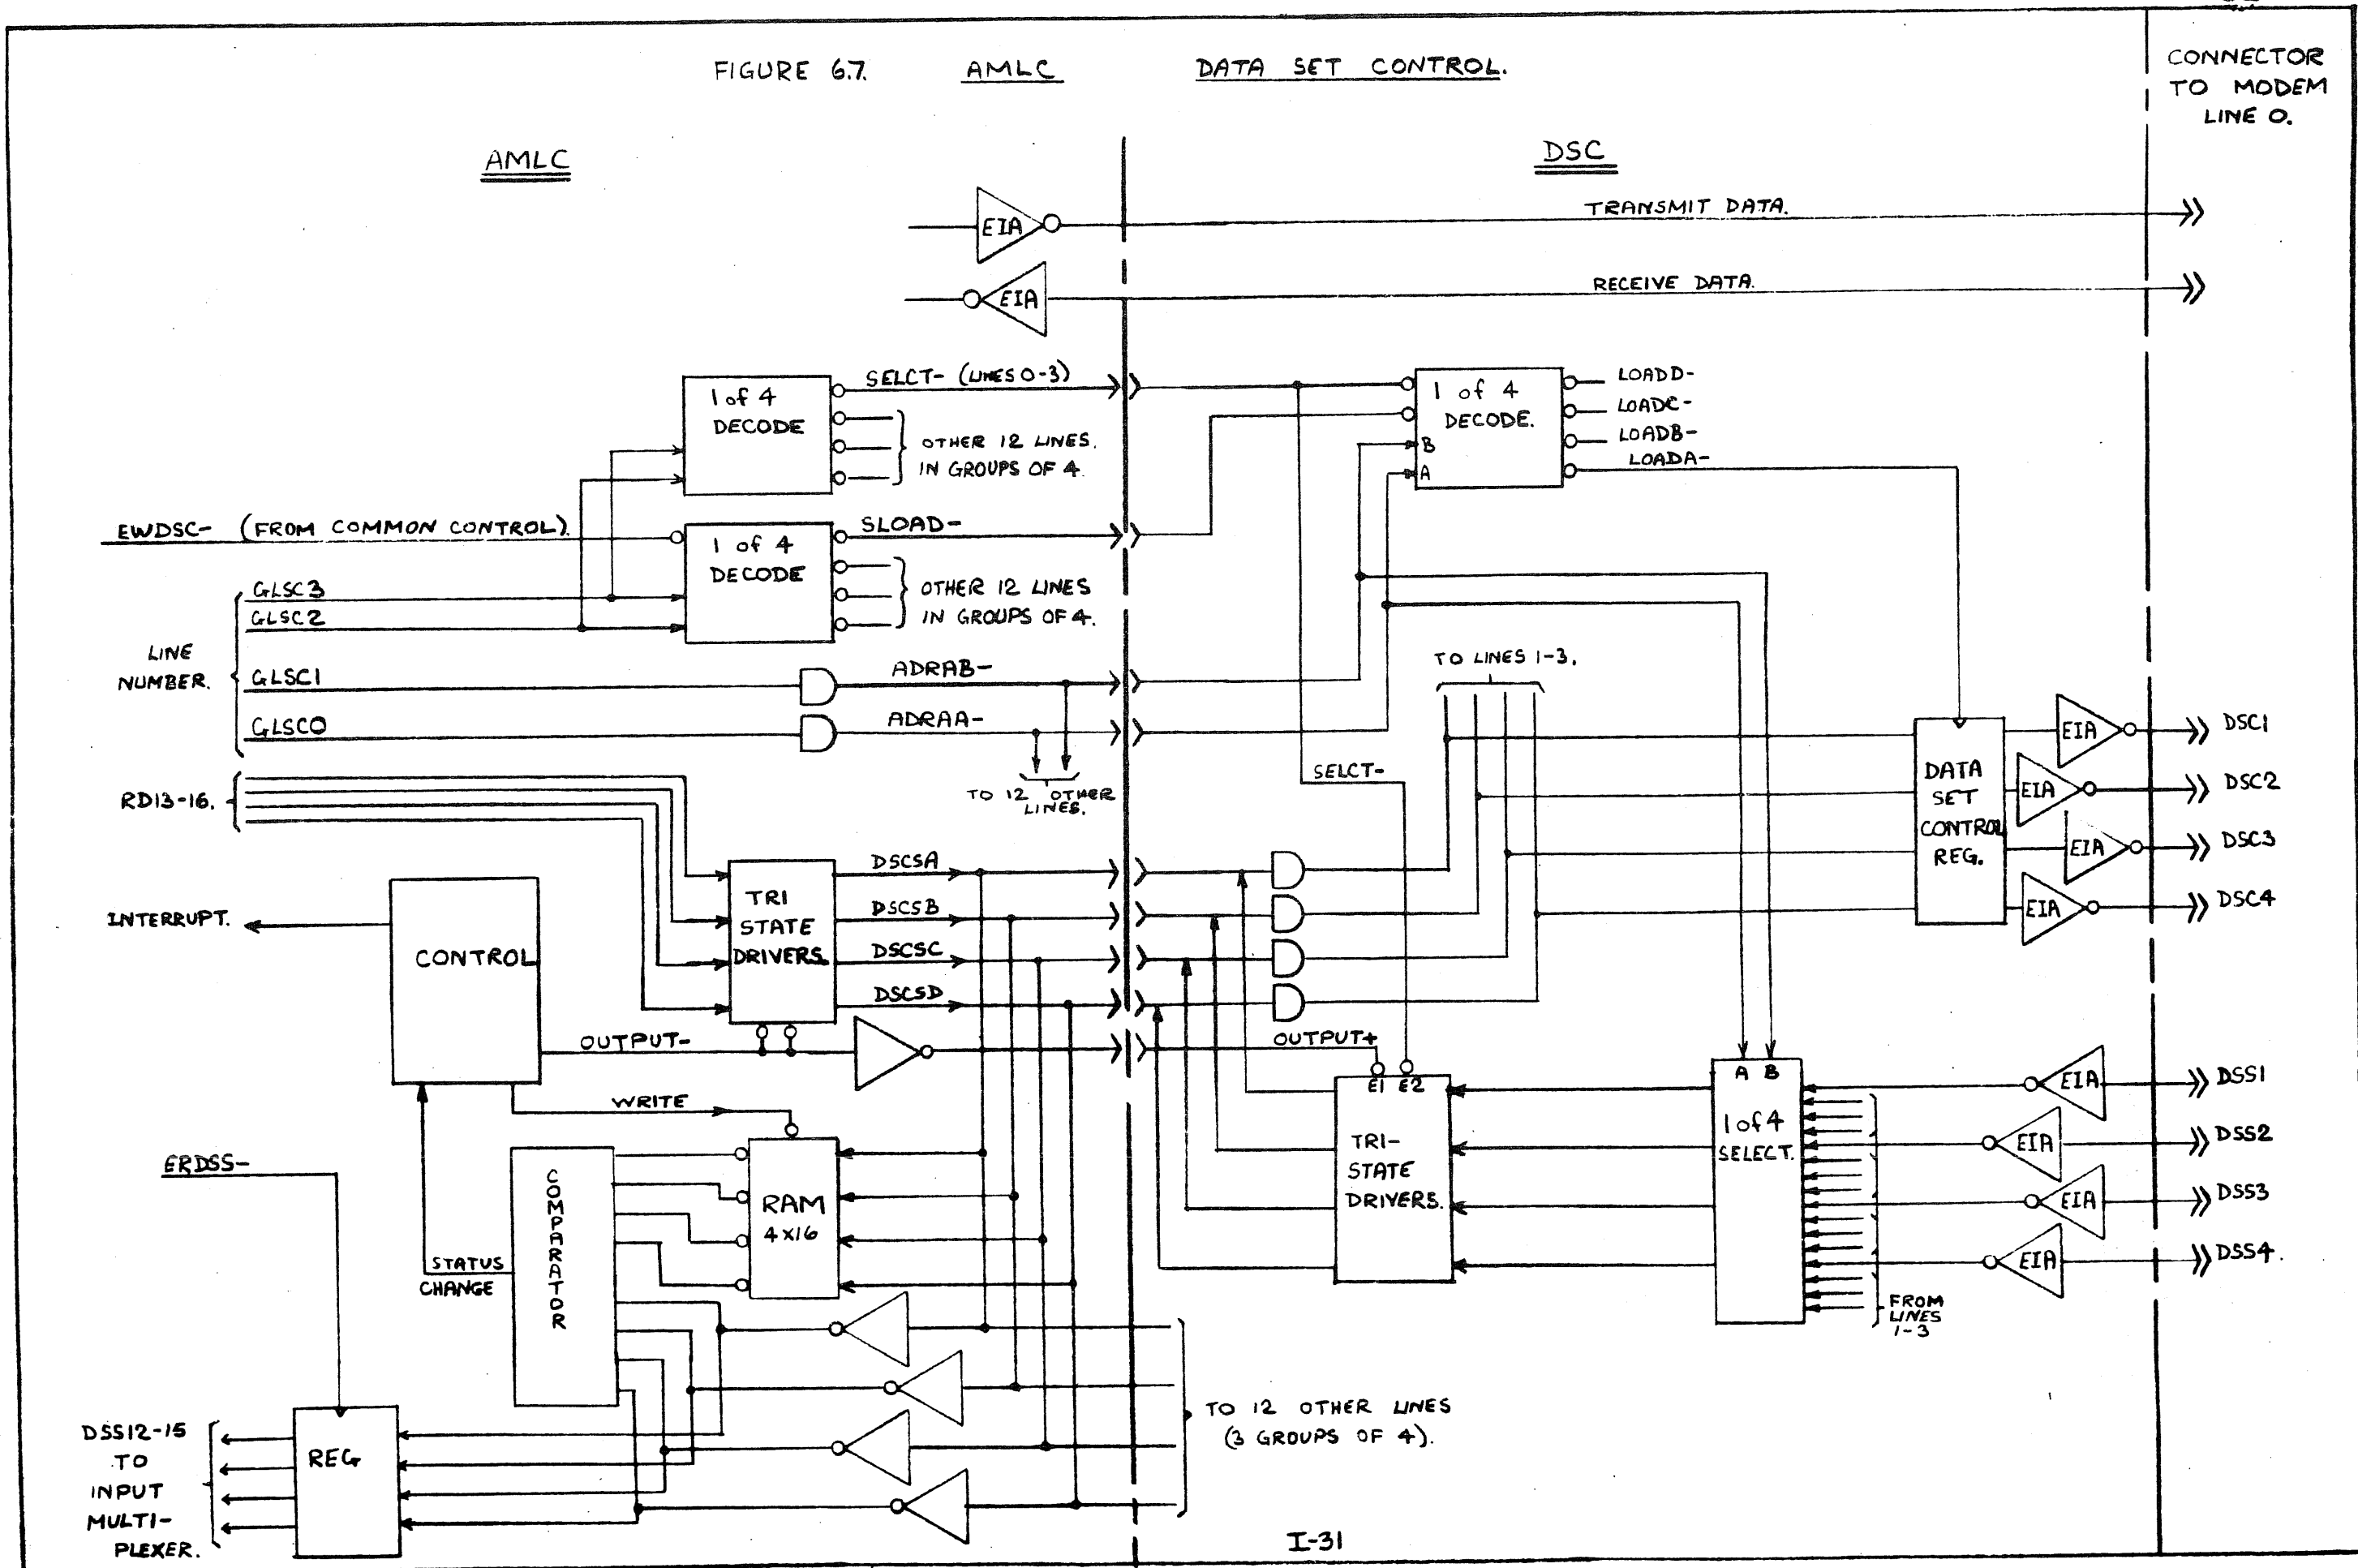 FIGURE 6.7. AMLC DATA SET CONTROL.
CONNECTOR
TO MODEM
LINE 0.
AMLC
DSC
EIA
TRANSMIT DATA.
EIA
RECEIVE DATA.
1 of 4
DECODE
SELCT- (LINES 0-3)
OTHER 12 LINES.
IN GROUPS OF 4.
1 of 4
DECODE.
B
A
LOADD-
LOADC-
LOADB-
LOADA-
EWDSC- (FROM COMMON CONTROL).
1 of 4
DECODE
SLOAD-
OTHER 12 LINES
IN GROUPS OF 4.
GLSC3
GLSC2
LINE
NUMBER.
GLSC1
GLSC0
ADRAB-
ADRAA-
TO 12 OTHER
LINES.
TO LINES 1-3.
SELCT-
RD13-16.
DATA
SET
CONTROL
REG.
EIA
DSC1
EIA
DSC2
EIA
DSC3
EIA
DSC4
TRI
STATE
DRIVERS.
DSCSA
DSCSB
DSCSC
DSCSD
INTERRUPT.
CONTROL
OUTPUT-
OUTPUT+
E1 E2
TRI-
STATE
DRIVERS.
A B
1 of 4
SELECT.
EIA
DSS1
EIA
DSS2
EIA
DSS3
EIA
DSS4.
FROM
LINES
1-3
WRITE
ERDSS-
COMPARATOR
RAM
4x16
STATUS
CHANGE
DSS12-15
TO
INPUT
MULTI-
PLEXER.
REG
TO 12 OTHER LINES
(3 GROUPS OF 4).
I-31